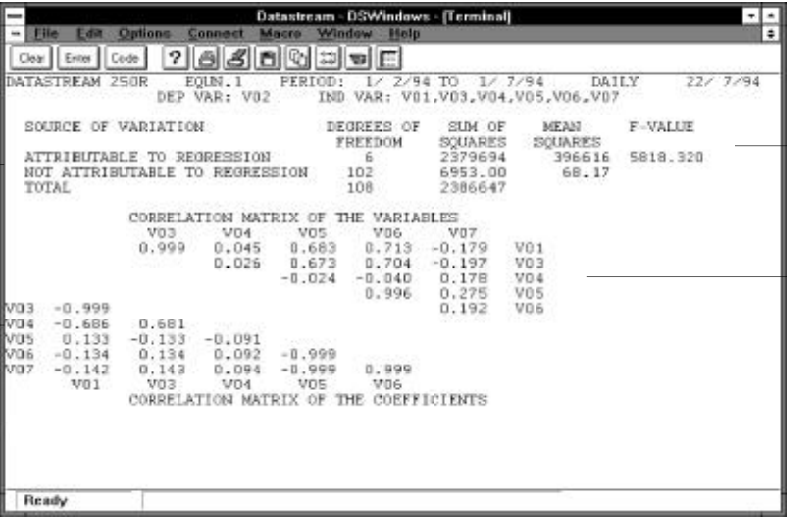 Datastream - DSWindows - [Terminal]
File Edit Options Connect Macro Window Help
Clear Enter Code ?
DATASTREAM 250R EQUN.1 PERIOD: 1/ 2/94 TO 1/ 7/94 DAILY 22/ 7/94
DEP VAR: V02 IND VAR: V01,V03,V04,V05,V06,V07
SOURCE OF VARIATION DEGREES OF SUM OF MEAN F-VALUE
FREEDOM SQUARES SQUARES
ATTRIBUTABLE TO REGRESSION 6 2379694 396616 5818.320
NOT ATTRIBUTABLE TO REGRESSION 102 6953.00 68.17
TOTAL 108 2386647
CORRELATION MATRIX OF THE VARIABLES
V03 V04 V05 V06 V07
0.999 0.045 0.683 0.713 -0.179 V01
0.026 0.673 0.704 -0.197 V03
-0.024 -0.040 0.178 V04
0.996 0.275 V05
0.192 V06
V03 -0.999
V04 -0.686 0.681
V05 0.133 -0.133 -0.091
V06 -0.134 0.134 0.092 -0.999
V07 -0.142 0.143 0.094 -0.999 0.999
V01 V03 V04 V05 V06
CORRELATION MATRIX OF THE COEFFICIENTS
Ready